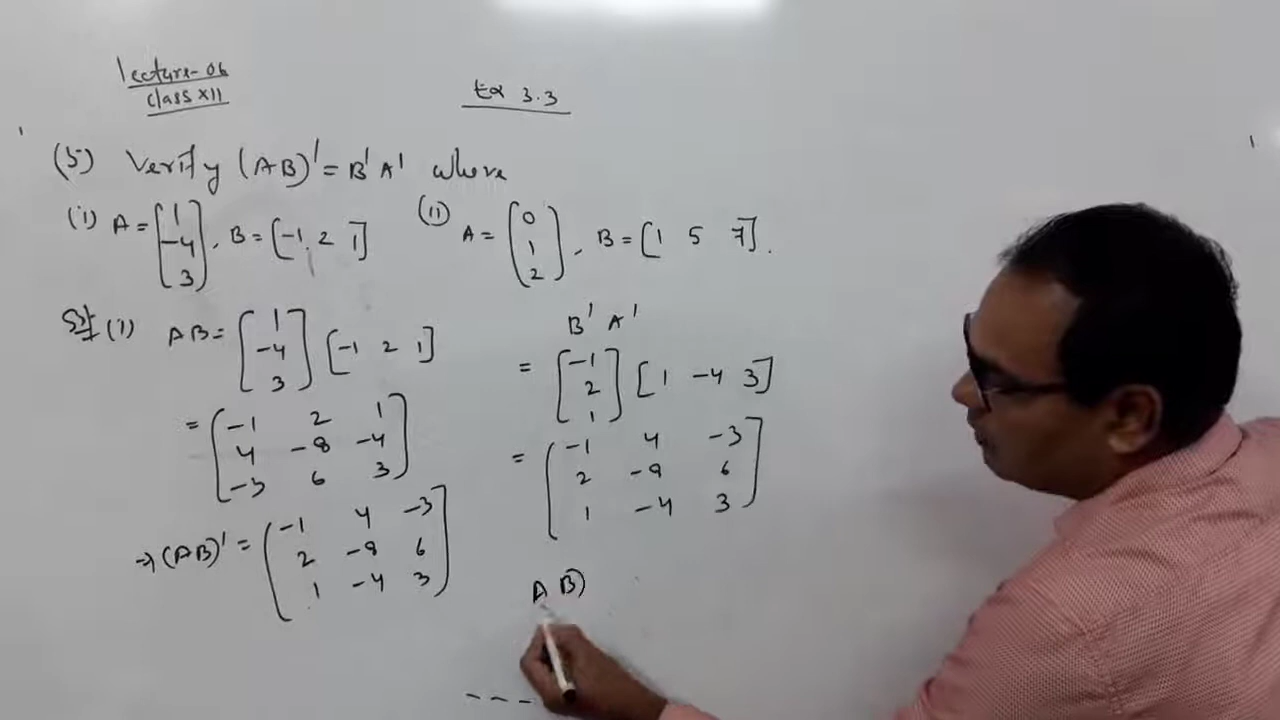 Lecture-06
Class XII
Ex 3.3
(5) Verify (AB)' = B'A' where
(i) A = [1 -4 3], B = [-1 2 1]
(ii) A = [0 1 2], B = [1 5 7].
(i) AB = [1 -4 3] [-1 2 1]
= [-1 2 1
4 -8 -4
-3 6 3]
⇒ (AB)' = [-1 4 -3
2 -8 6
1 -4 3]
B' A'
= [-1 2 1] [1 -4 3]
= [-1 4 -3
2 -8 6
1 -4 3]
A B)